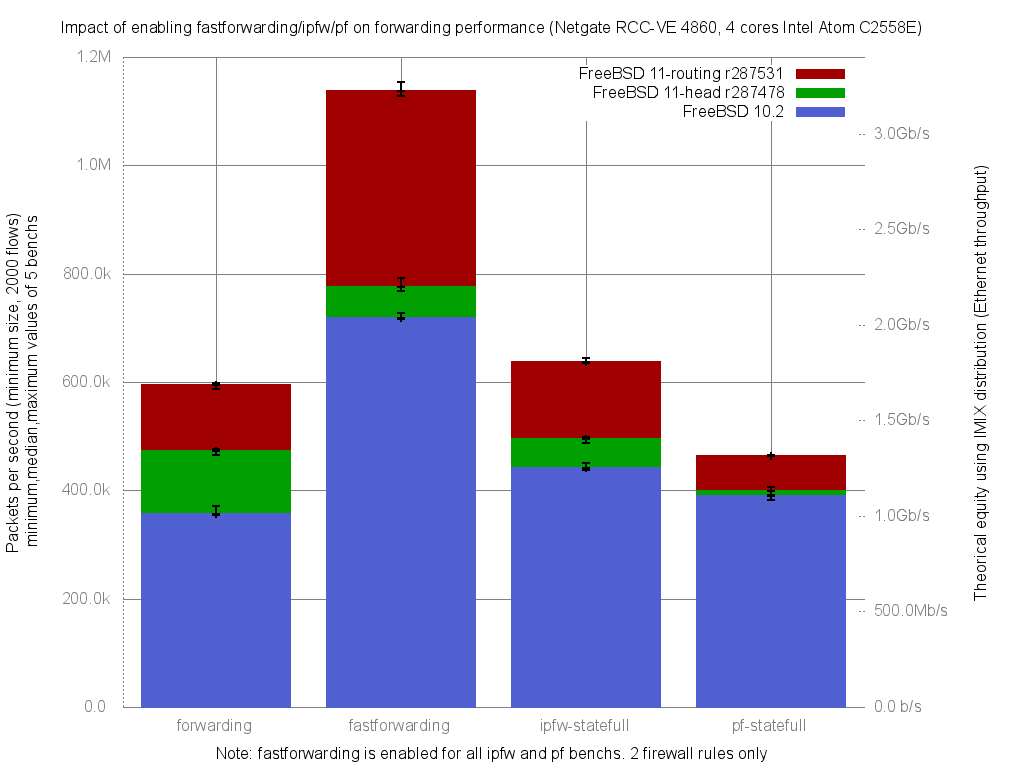 Impact of enabling fastforwarding/ipfw/pf on forwarding performance (Netgate RCC-VE 4860, 4 cores Intel Atom C2558E)
1.2M
1.0M
800.0k
600.0k
400.0k
200.0k
0.0
Packets per second (minimum size, 2000 flows)
minimum,median,maximum values of 5 benchs
FreeBSD 11-routing r287531
FreeBSD 11-head r287478
FreeBSD 10.2
3.0Gb/s
2.5Gb/s
2.0Gb/s
1.5Gb/s
1.0Gb/s
500.0Mb/s
0.0 b/s
Theorical equity using IMIX distribution (Ethernet throughput)
forwarding
fastforwarding
ipfw-statefull
pf-statefull
Note: fastforwarding is enabled for all ipfw and pf benchs. 2 firewall rules only